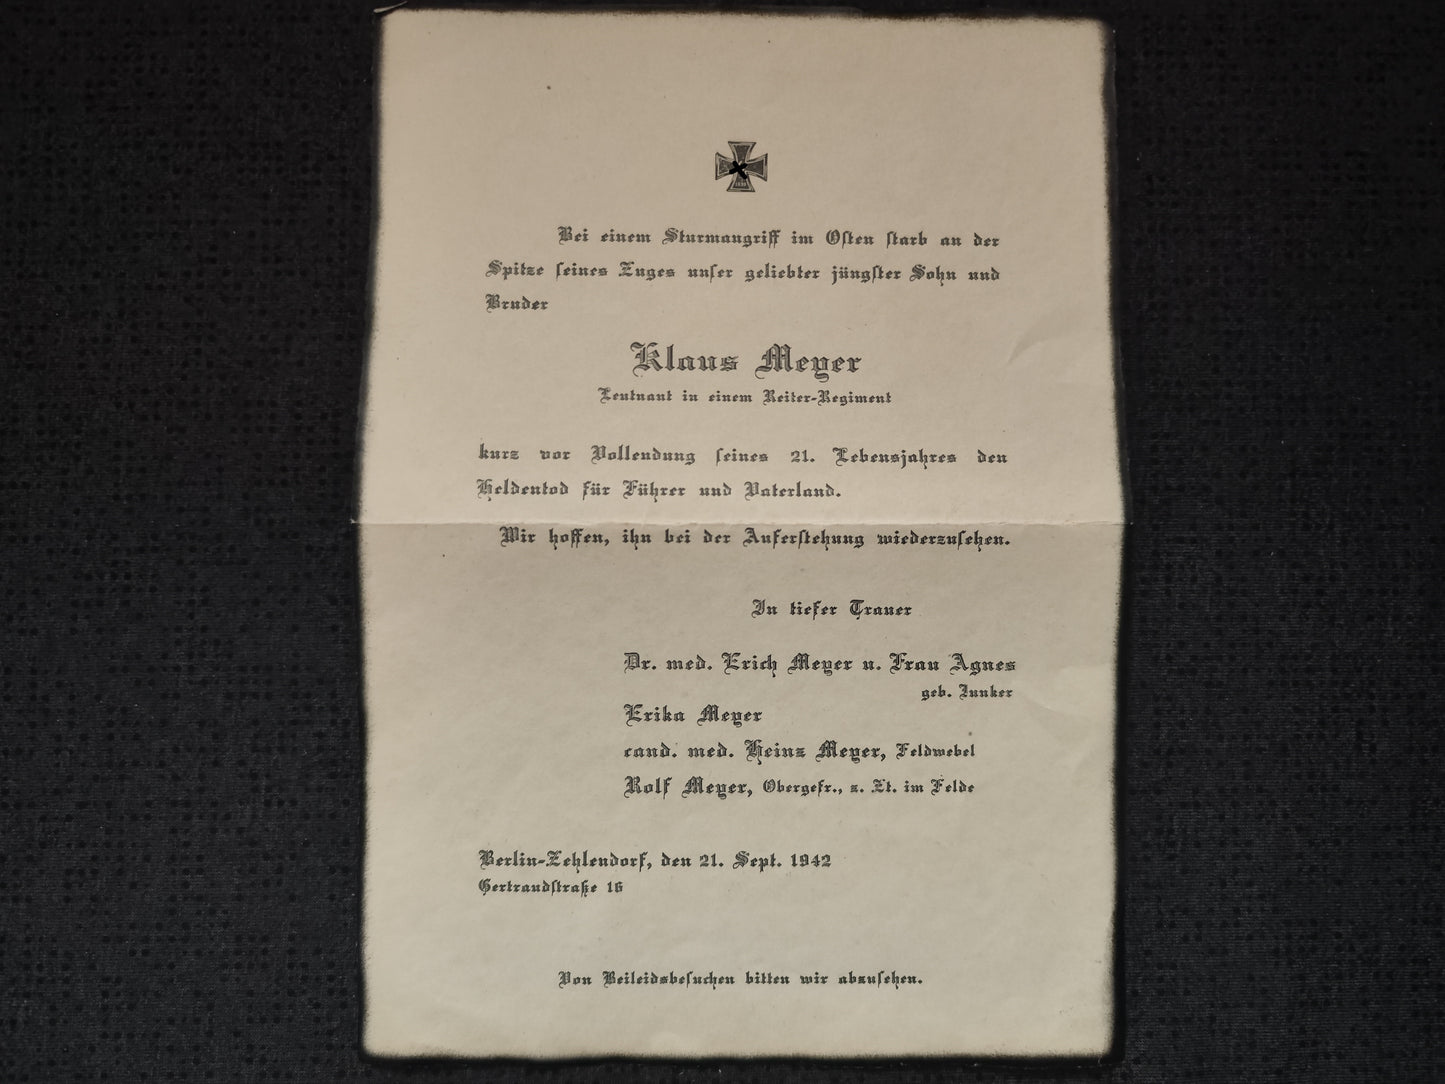 Bei einem Sturmangriff im Osten starb an der
Spitze seines Zuges unser geliebter jüngster Sohn und
Bruder
Klaus Meyer
Leutnant in einem Reiter-Regiment
kurz vor Vollendung seines 21. Lebensjahres den
Heldentod für Führer und Vaterland.
Wir hoffen, ihn bei der Auferstehung wiederzusehen.
In tiefer Trauer
Dr. med. Erich Meyer u. Frau Agnes
geb. Junker
Erika Meyer
cand. med. Heinz Meyer, Feldwebel
Rolf Meyer, Obergefr., z. Zt. im Felde
Berlin-Zehlendorf, den 21. Sept. 1942
Gertraudstraße 16
Von Beileidsbesuchen bitten wir abzusehen.